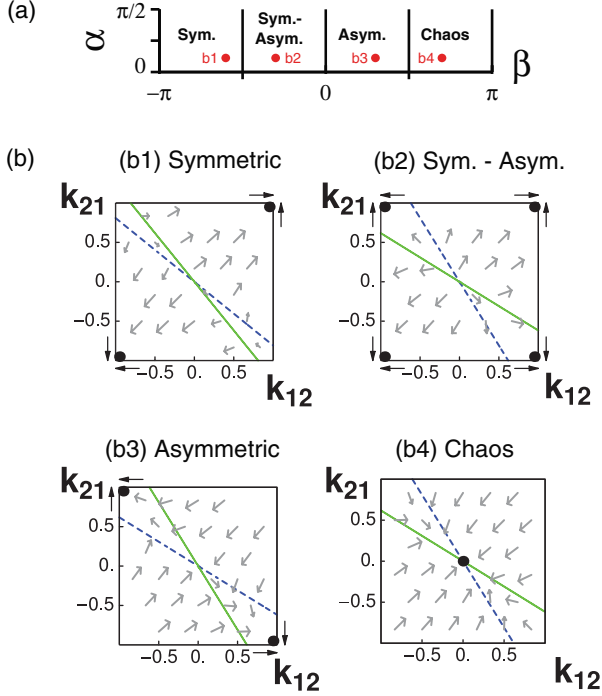 (a)
α
π/2
0
Sym.
Sym.-
Asym.
Asym.
Chaos
b1
b2
b3
b4
β
−π
0
π
(b)
(b1) Symmetric
k21
0.5
0.
−0.5
−0.5
0.
0.5
k12
(b2) Sym. - Asym.
k21
0.5
0.
−0.5
−0.5
0.
0.5
k12
(b3) Asymmetric
k21
0.5
0.
−0.5
−0.5
0.
0.5
k12
(b4) Chaos
k21
0.5
0.
−0.5
−0.5
0.
0.5
k12